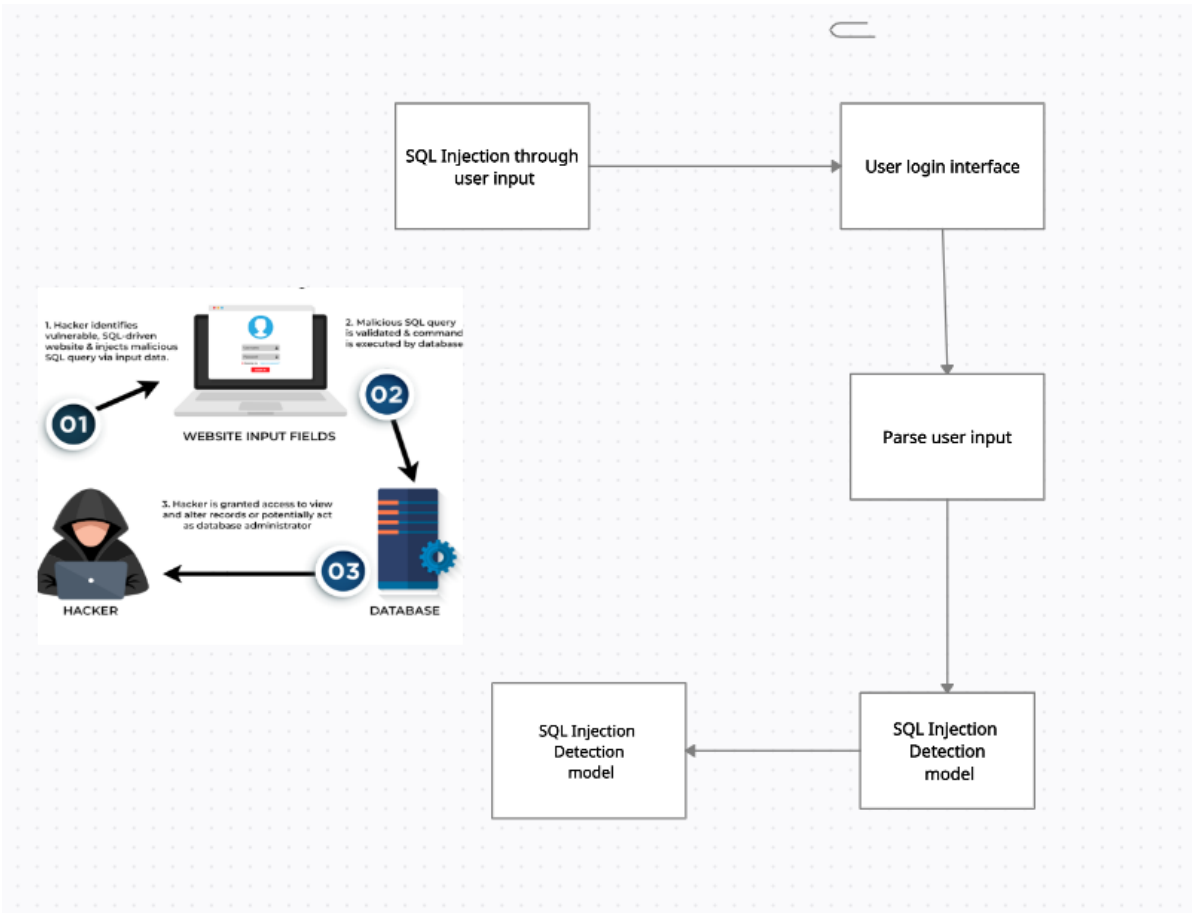 SQL Injection through
user input
User login interface
1. Hacker identifies
vulnerable, SQL-driven
website & injects malicious
SQL query via input data.
2. Malicious SQL query
is validated & command
is executed by database
01
02
WEBSITE INPUT FIELDS
Parse user input
3. Hacker is granted access to view
and alter records or potentially act
as database administrator
03
HACKER
DATABASE
SQL Injection
Detection
model
SQL Injection
Detection
model